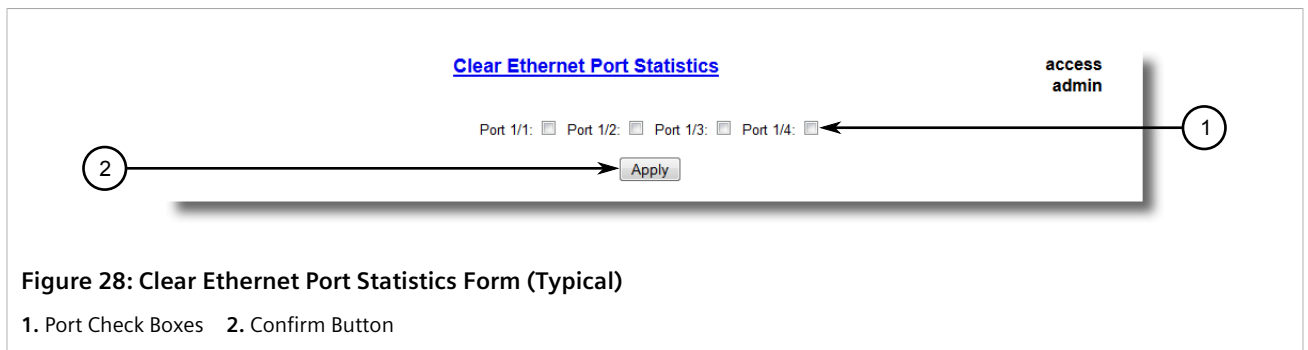 Clear Ethernet Port Statistics
access
admin
Port 1/1: Port 1/2: Port 1/3: Port 1/4:
1
2
Apply
Figure 28: Clear Ethernet Port Statistics Form (Typical)
1. Port Check Boxes 2. Confirm Button